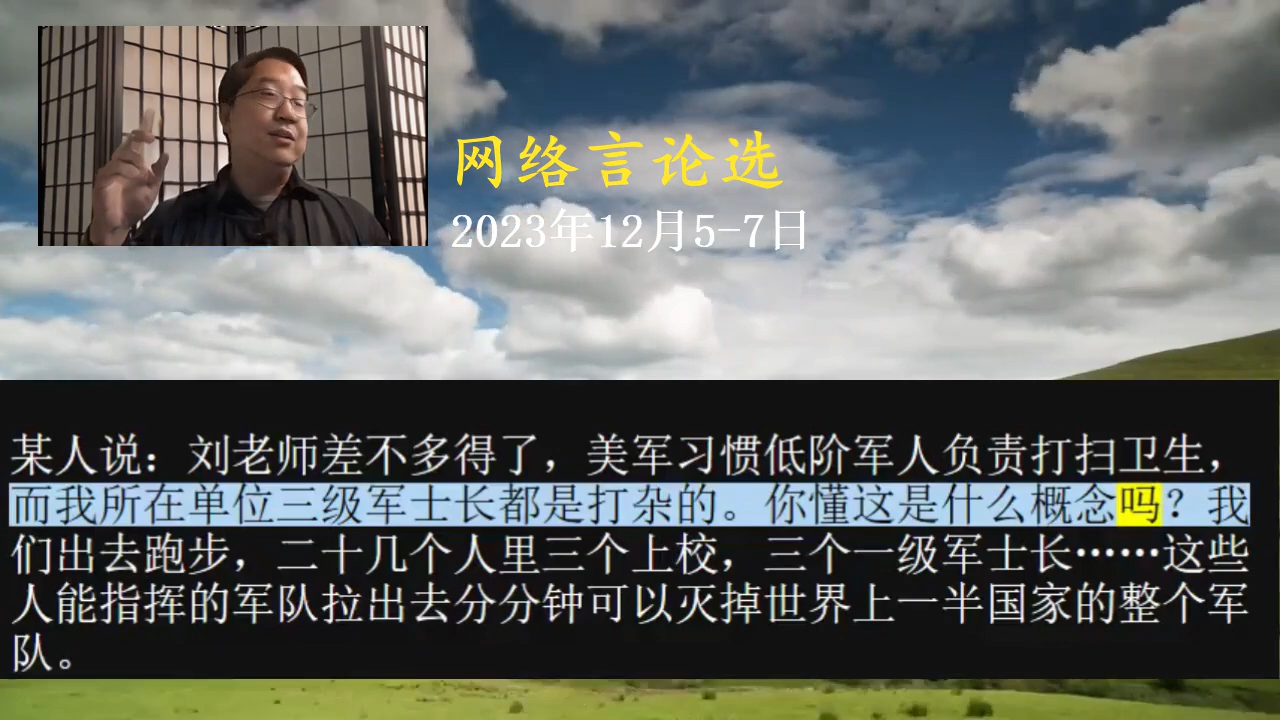 网络言论选
2023年12月5-7日
某人说：刘老师差不多得了，美军习惯低阶军人负责打扫卫生，
而我所在单位三级军士长都是打杂的。你懂这是什么概念吗？我
们出去跑步，二十几个人里三个上校，三个一级军士长……这些
人能指挥的军队拉出去分分钟可以灭掉世界上一半国家的整个军
队。